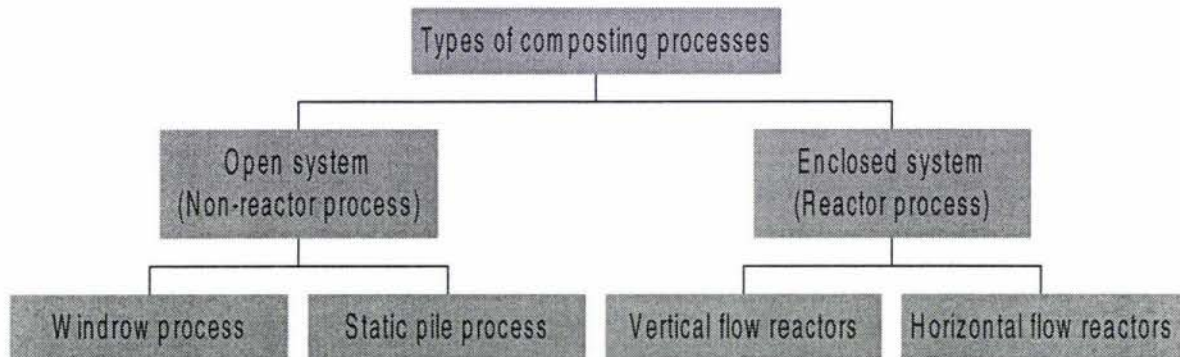 Types of composting processes
Open system
(Non-reactor process)
Enclosed system
(Reactor process)
Windrow process
Static pile process
Vertical flow reactors
Horizontal flow reactors